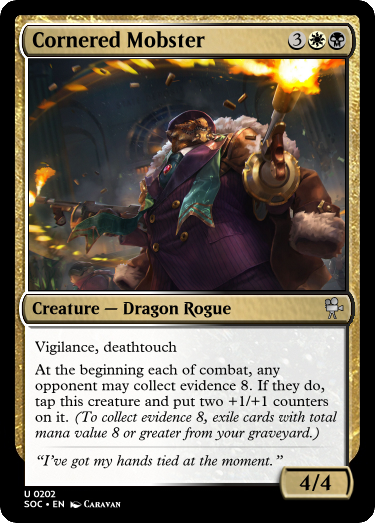 Cornered Mobster 3
Creature — Dragon Rogue
Vigilance, deathtouch
At the beginning each of combat, any
opponent may collect evidence 8. If they do,
tap this creature and put two +1/+1 counters
on it. (To collect evidence 8, exile cards with total
mana value 8 or greater from your graveyard.)
“I’ve got my hands tied at the moment.”
4/4
U 0202
SOC • EN Caravan